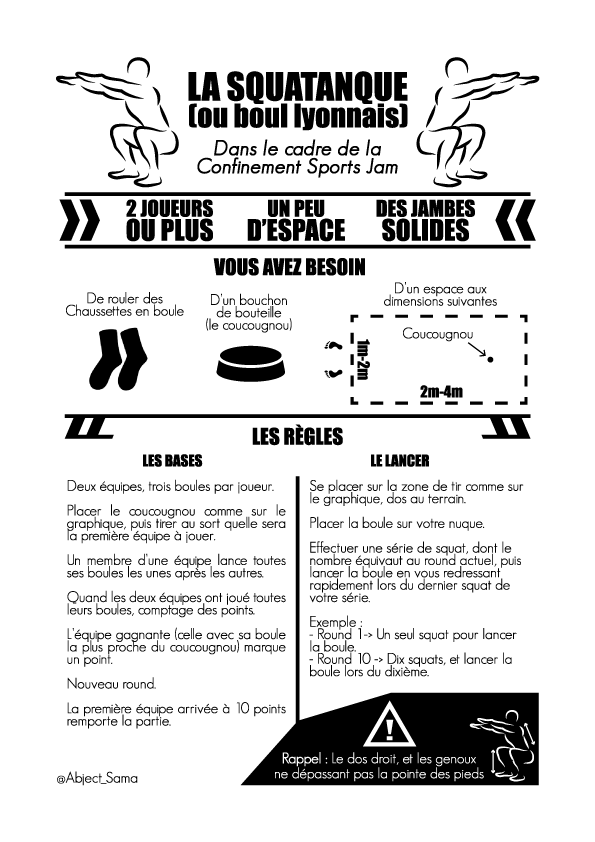 LA SQUATANQUE
(ou boul lyonnais)
Dans le cadre de la
Confinement Sports Jam
2 JOUEURS
OU PLUS
UN PEU
D'ESPACE
DES JAMBES
SOLIDES
VOUS AVEZ BESOIN
De rouler des
Chaussettes en boule
D'un bouchon
de bouteille
(le coucougnou)
D'un espace aux
dimensions suivantes
Coucougnou
1m-2m
2m-4m
LES RÈGLES
LES BASES
Deux équipes, trois boules par joueur.
Placer le coucougnou comme sur le
graphique, puis tirer au sort quelle sera
la première équipe à jouer.
Un membre d'une équipe lance toutes
ses boules les unes après les autres.
Quand les deux équipes ont joué toutes
leurs boules, comptage des points.
L'équipe gagnante (celle avec sa boule
la plus proche du coucougnou) marque
un point.
Nouveau round.
La première équipe arrivée à 10 points
remporte la partie.
LE LANCER
Se placer sur la zone de tir comme sur
le graphique, dos au terrain.
Placer la boule sur votre nuque.
Effectuer une série de squat, dont le
nombre équivaut au round actuel, puis
lancer la boule en vous redressant
rapidement lors du dernier squat de
votre série.
Exemple :
- Round 1-> Un seul squat pour lancer
la boule.
- Round 10 -> Dix squats, et lancer la
boule lors du dixième.
!
Rappel : Le dos droit, et les genoux
ne dépassant pas la pointe des pieds
@Abject_Sama